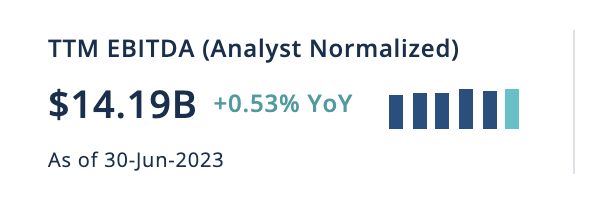 TTM EBITDA (Analyst Normalized)
$14.19B +0.53% YoY
As of 30-Jun-2023